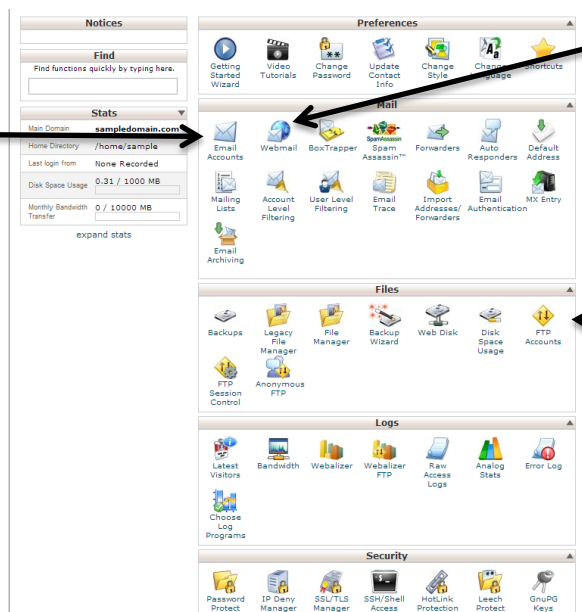 Notices
Find
Find functions quickly by typing here.
Stats
Main Domain sampledomain.com
Home Directory /home/sample
Last login from None Recorded
Disk Space Usage 0.31 / 1000 MB
Monthly Bandwidth Transfer 0 / 10000 MB
expand stats
Preferences
Getting Started Wizard
Video Tutorials
Change Password
Update Contact Info
Change Style
Change Language
Shortcuts
Mail
Email Accounts
Webmail
BoxTrapper
SpamAssassin
Spam Assassin™
Forwarders
Auto Responders
Default Address
Mailing Lists
Account Level Filtering
User Level Filtering
Email Trace
Import Addresses/ Forwarders
Email Authentication
MX Entry
Email Archiving
Files
Backups
Legacy File Manager
File Manager
Backup Wizard
Web Disk
Disk Space Usage
FTP Accounts
FTP Session Control
Anonymous FTP
Logs
Latest Visitors
Bandwidth
Webalizer
Webalizer FTP
Raw Access Logs
Analog Stats
Error Log
Choose Log Programs
Security
Password Protect
IP Deny Manager
SSL/TLS Manager
SSH/Shell Access
HotLink Protection
Leech Protect
GnuPG Keys